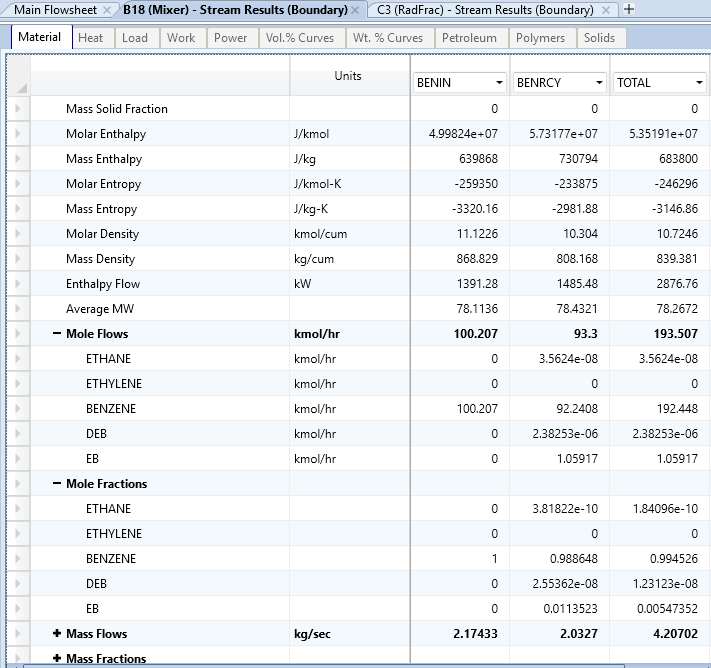 Main Flowsheet × B18 (Mixer) - Stream Results (Boundary) × C3 (RadFrac) - Stream Results (Boundary) × +
Material Heat Load Work Power Vol.% Curves Wt. % Curves Petroleum Polymers Solids
Units BENIN BENRCY TOTAL
Mass Solid Fraction 0 0 0
Molar Enthalpy J/kmol 4.99824e+07 5.73177e+07 5.35191e+07
Mass Enthalpy J/kg 639868 730794 683800
Molar Entropy J/kmol-K -259350 -233875 -246296
Mass Entropy J/kg-K -3320.16 -2981.88 -3146.86
Molar Density kmol/cum 11.1226 10.304 10.7246
Mass Density kg/cum 868.829 808.168 839.381
Enthalpy Flow kW 1391.28 1485.48 2876.76
Average MW 78.1136 78.4321 78.2672
− Mole Flows kmol/hr 100.207 93.3 193.507
ETHANE kmol/hr 0 3.5624e-08 3.5624e-08
ETHYLENE kmol/hr 0 0 0
BENZENE kmol/hr 100.207 92.2408 192.448
DEB kmol/hr 0 2.38253e-06 2.38253e-06
EB kmol/hr 0 1.05917 1.05917
− Mole Fractions
ETHANE 0 3.81822e-10 1.84096e-10
ETHYLENE 0 0 0
BENZENE 1 0.988648 0.994526
DEB 0 2.55362e-08 1.23123e-08
EB 0 0.0113523 0.00547352
+ Mass Flows kg/sec 2.17433 2.0327 4.20702
+ Mass Fractions